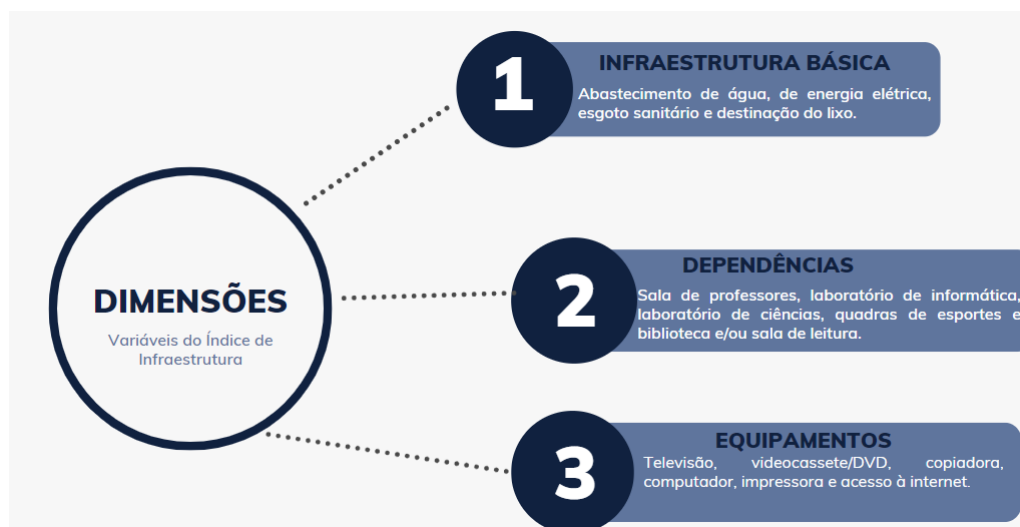 1
INFRAESTRUTURA BÁSICA
Abastecimento de água, de energia elétrica,
esgoto sanitário e destinação do lixo.
DIMENSÕES
Variáveis do Índice de
Infraestrutura
2
DEPENDÊNCIAS
Sala de professores, laboratório de informática,
laboratório de ciências, quadras de esportes e
biblioteca e/ou sala de leitura.
3
EQUIPAMENTOS
Televisão, videocassete/DVD, copiadora,
computador, impressora e acesso à internet.